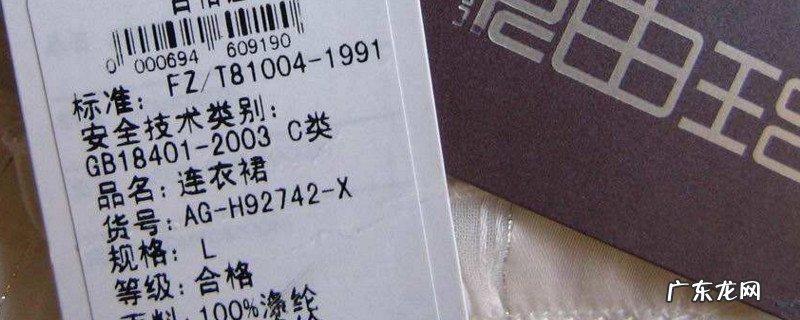 合格证
0 000694 609190
标准: FZ/T81004-1991
安全技术类别:
GB18401-2003 C类
品名: 连衣裙
货号: AG-H92742-X
规格: L
等级: 合格
面料: 100%涤纶
广东龙网